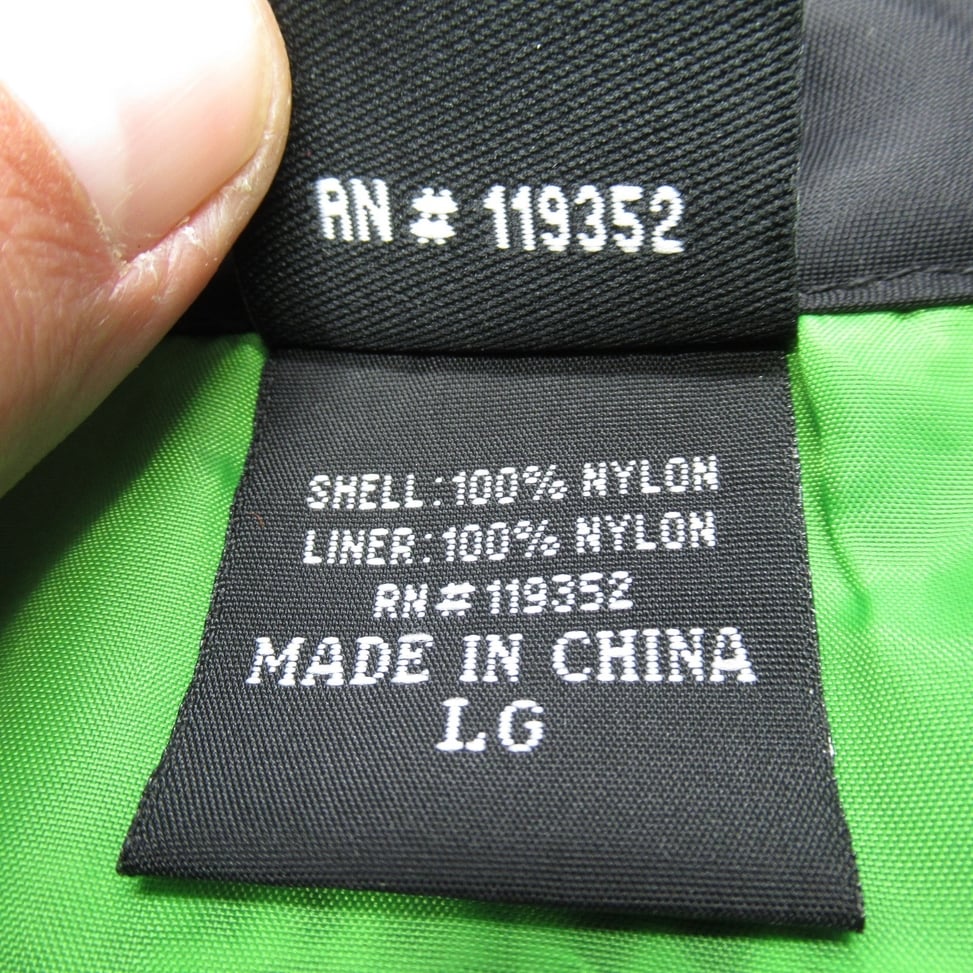 RN # 119352
SHELL:100% NYLON
LINER:100% NYLON
RN # 119352
MADE IN CHINA
LG